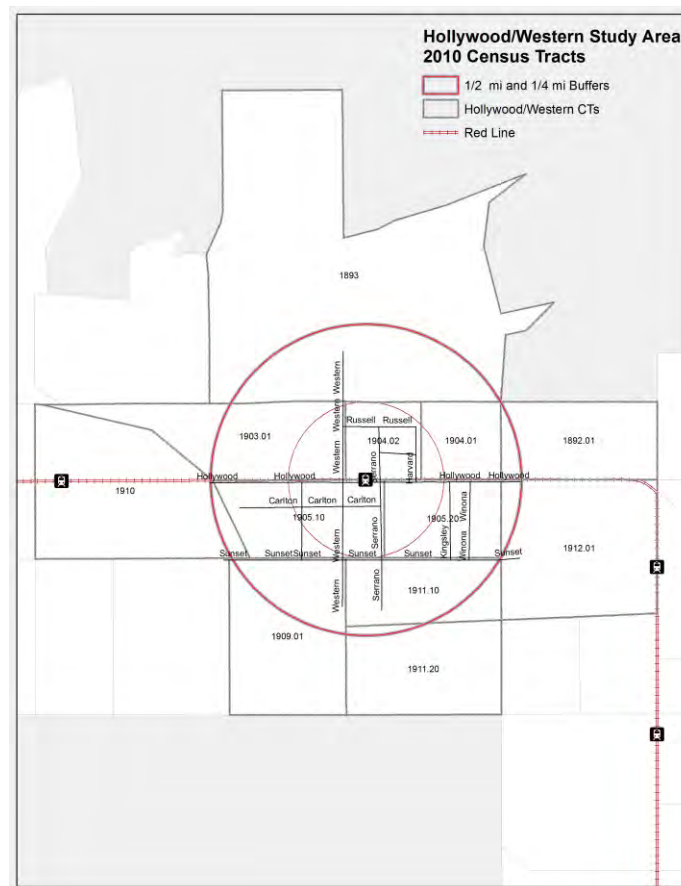 Hollywood/Western Study Area
2010 Census Tracts
1/2 mi and 1/4 mi Buffers
Hollywood/Western CTs
Red Line
1893
Western
Western
Russell Russell
1903.01
1904.02
1904.01
1892.01
Western
Serrano
Harvard
Hollywood Hollywood Hollywood Hollywood
1910
Carlton Carlton Carlton
1905.10
1905.20
Winona
Serrano
Kingsley
Winona
Western
1912.01
Sunset SunsetSunset Sunset Sunset Sunset
Western
Serrano
1911.10
1909.01
1911.20